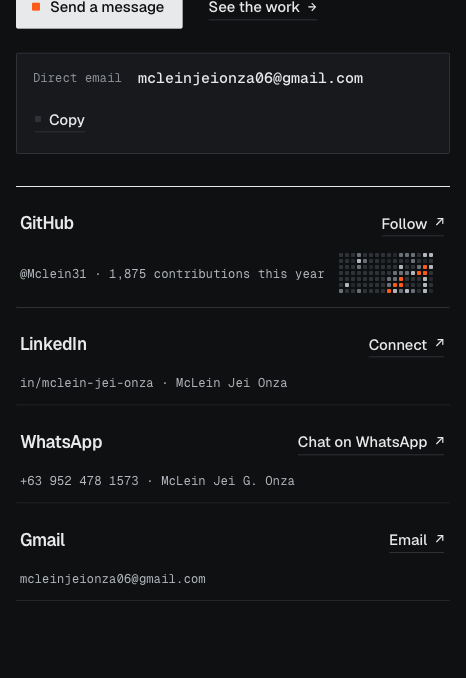 Send a message
See the work →
Direct email mcleinjeionza06@gmail.com
Copy
GitHub
Follow ↗
@Mclein31 · 1,875 contributions this year
LinkedIn
Connect ↗
in/mclein-jei-onza · McLein Jei Onza
WhatsApp
Chat on WhatsApp ↗
+63 952 478 1573 · McLein Jei G. Onza
Gmail
Email ↗
mcleinjeionza06@gmail.com